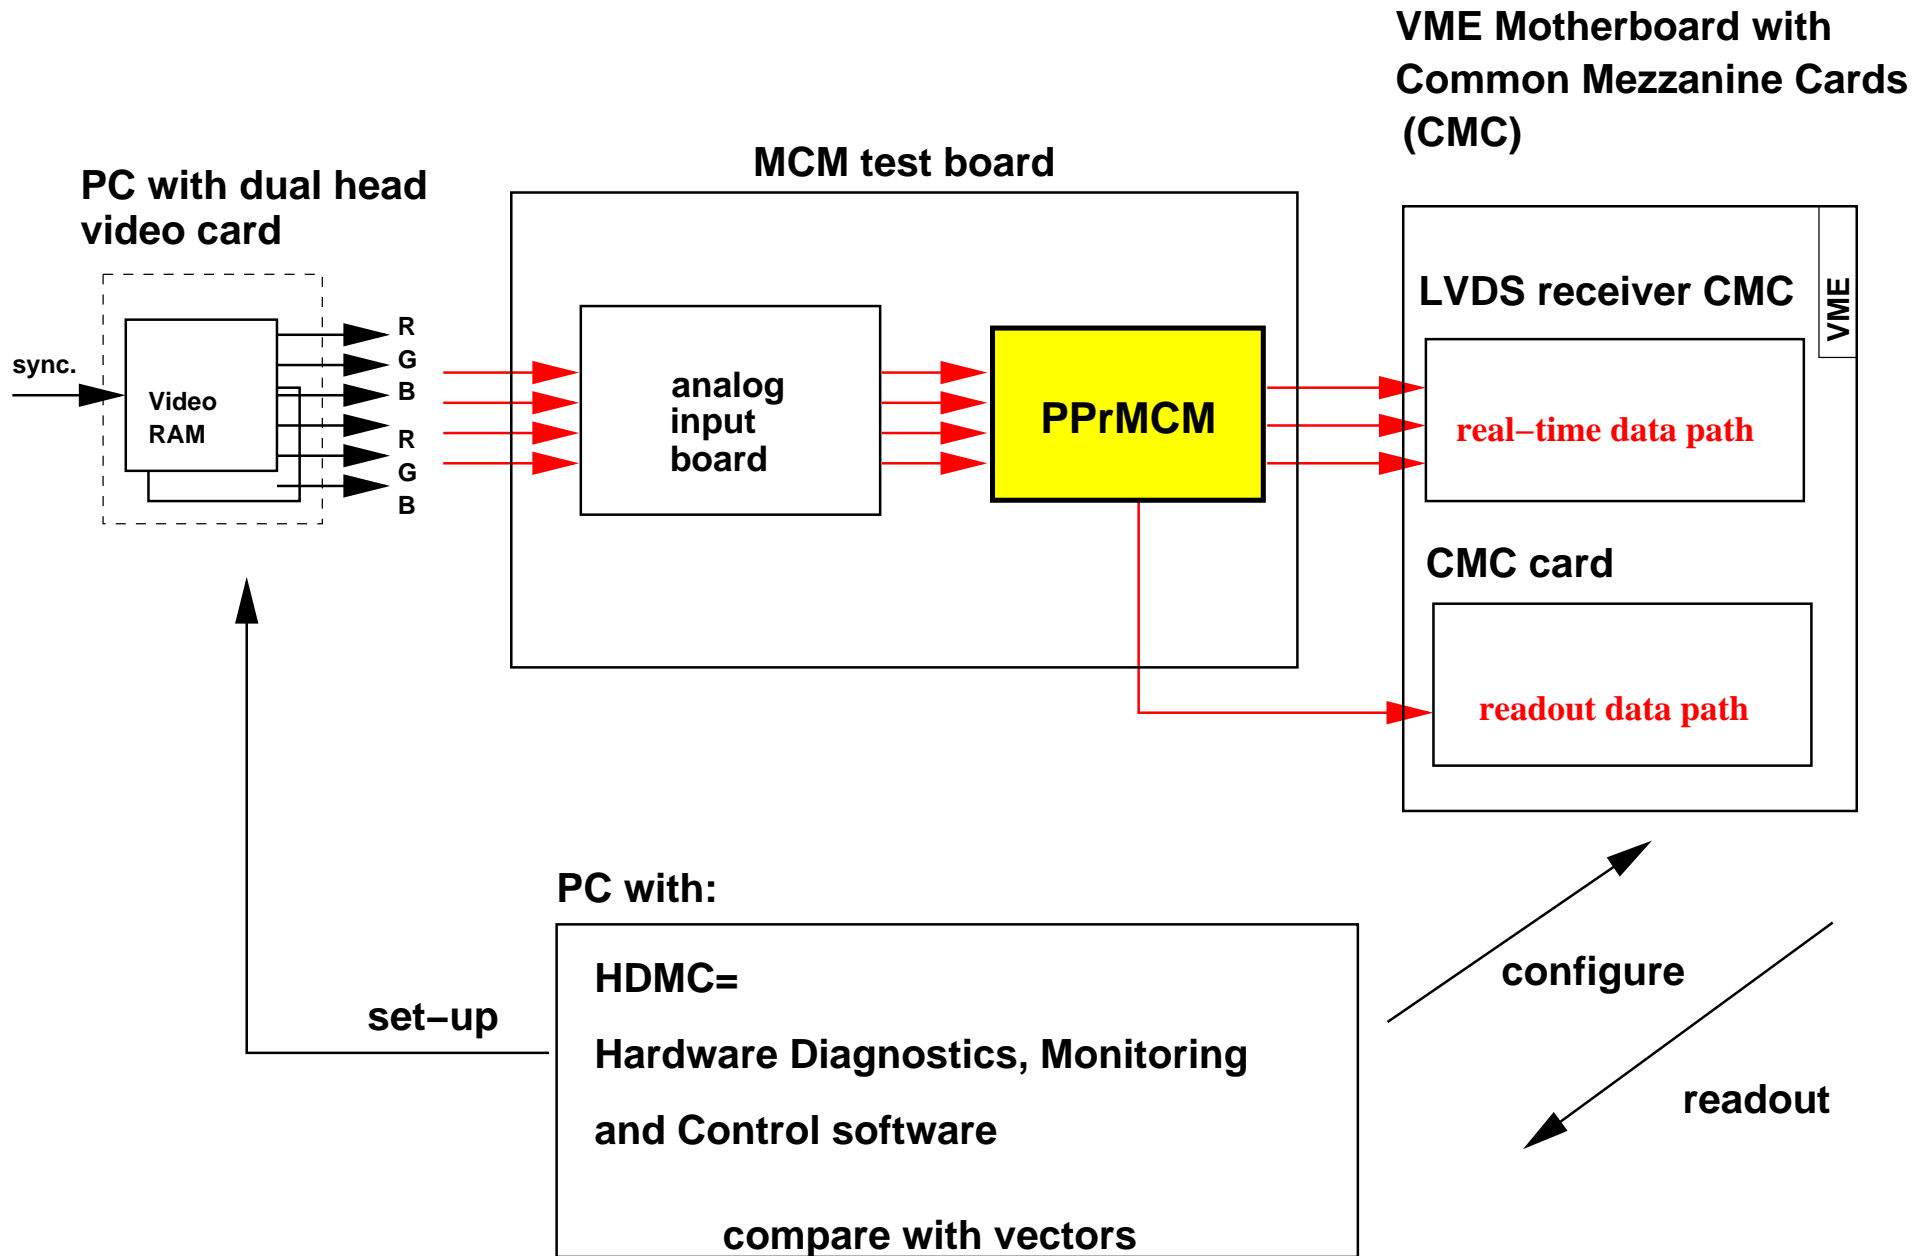 VME Motherboard with
Common Mezzanine Cards
(CMC)
MCM test board
PC with dual head
video card
sync.
Video
RAM
R
G
B
R
G
B
analog
input
board
PPrMCM
VME
LVDS receiver CMC
real−time data path
CMC card
readout data path
PC with:
HDMC=
Hardware Diagnostics, Monitoring
and Control software
compare with vectors
set−up
configure
readout